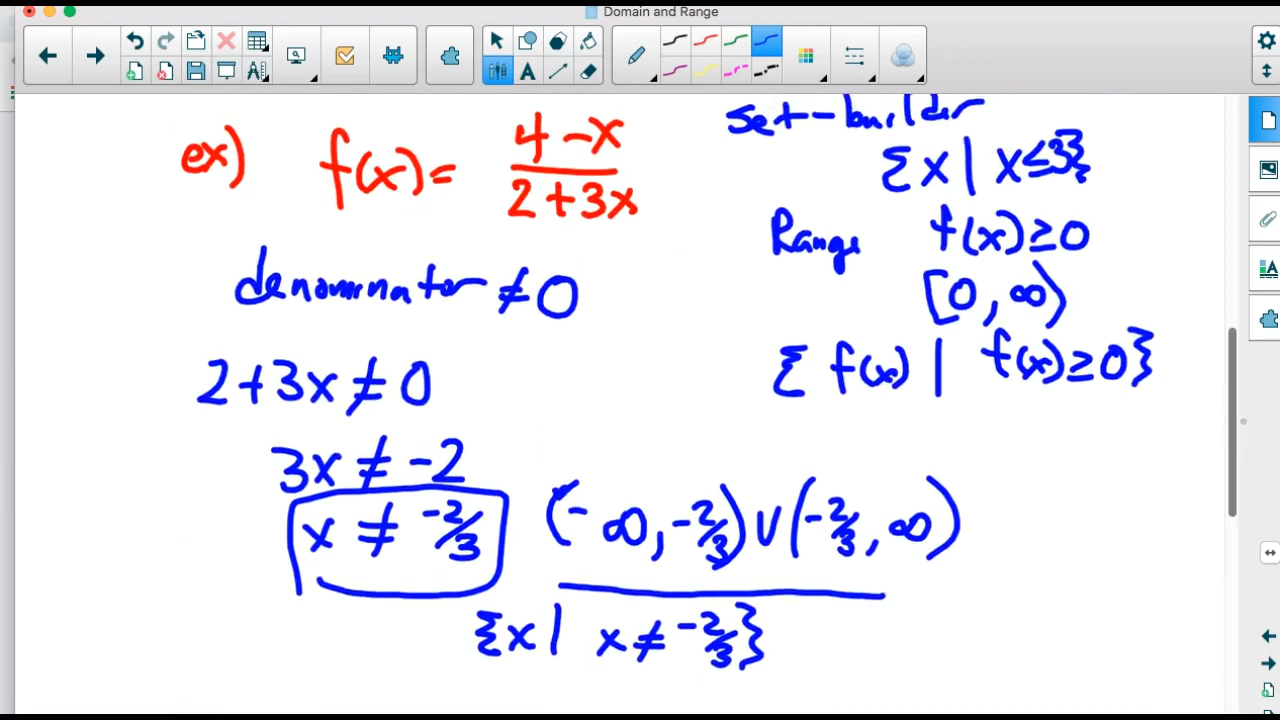 Domain and Range
ex) f(x) = 4 - x / 2 + 3x
denominator ≠ 0
2 + 3x ≠ 0
3x ≠ -2
x ≠ -2/3
(-∞, -2/3) ∪ (-2/3, ∞)
{x | x ≠ -2/3}
set-builder
{x | x ≤ 3}
Range f(x) ≥ 0
[0, ∞)
{f(x) | f(x) ≥ 0}